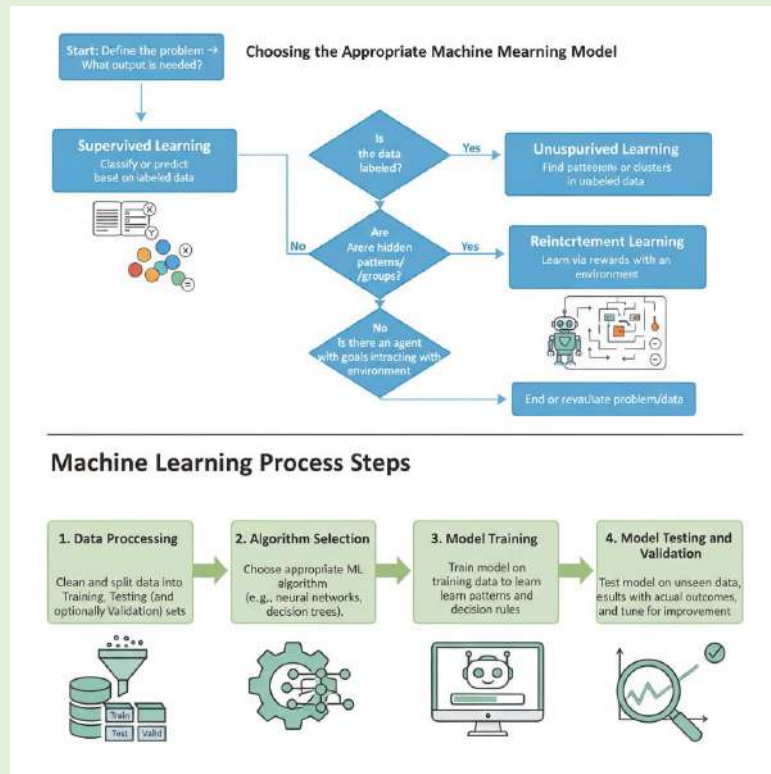 Start: Define the problem →
What output is needed?
Choosing the Appropriate Machine Mearning Model
Supervived Learning
Classify or predict
based on labeled data
X
Y
X
Is
the data
labeled?
Yes
Unuspurived Learning
Find patteorons or clusters
in unabeled data
No
Are
Arere hidden
patterns/
/groups?
Yes
Reintcrtement Learning
Learn via rewards with an
environment
No
Is there an agent
with goals intracting with
environment
End or revaultate problem/data
Machine Learning Process Steps
1. Data Proccessing
Clean and split data into
Training, Testing (and
optionally Validation) sets
Train
Test
Valid
2. Algorithm Selection
Choose appropriate ML
algorithm
(e.g., neural networks,
decision trees).
3. Model Training
Train model on
training data to learn
learn patterns and
decision rules
4. Model Testing and
Validation
Test model on unseen data,
esults with actual outcomes,
and tune for improvement